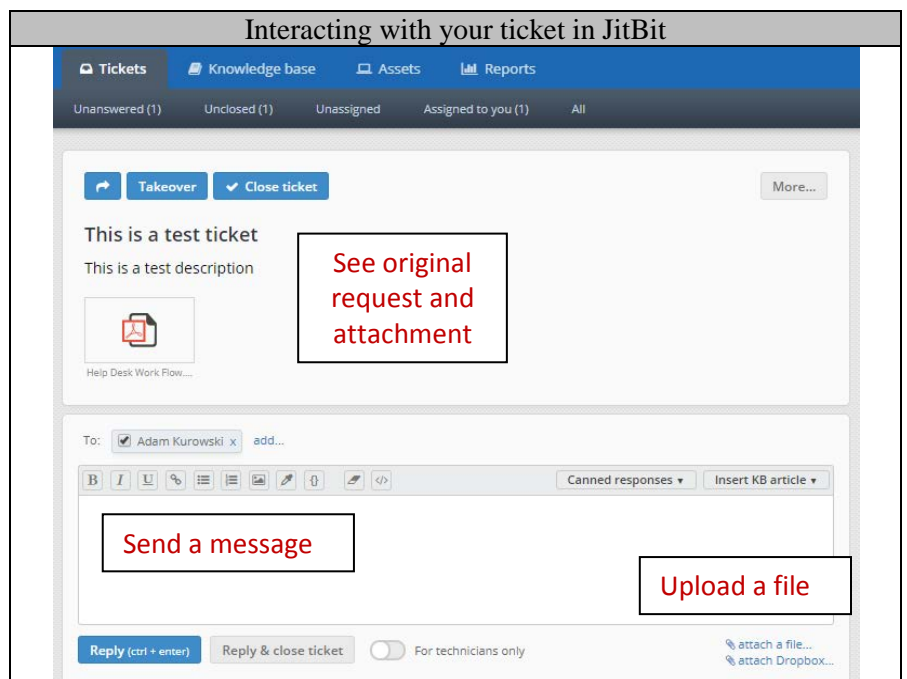 Interacting with your ticket in JitBit
Tickets Knowledge base Assets Reports
Unanswered (1) Unclosed (1) Unassigned Assigned to you (1) All
Takeover Close ticket More...
This is a test ticket
This is a test description
See original
request and
attachment
Help Desk Work Flow....
To: Adam Kurowski x add...
B I U Canned responses Insert KB article
Send a message
Upload a file
Reply (ctrl + enter) Reply & close ticket For technicians only attach a file...
attach Dropbox...